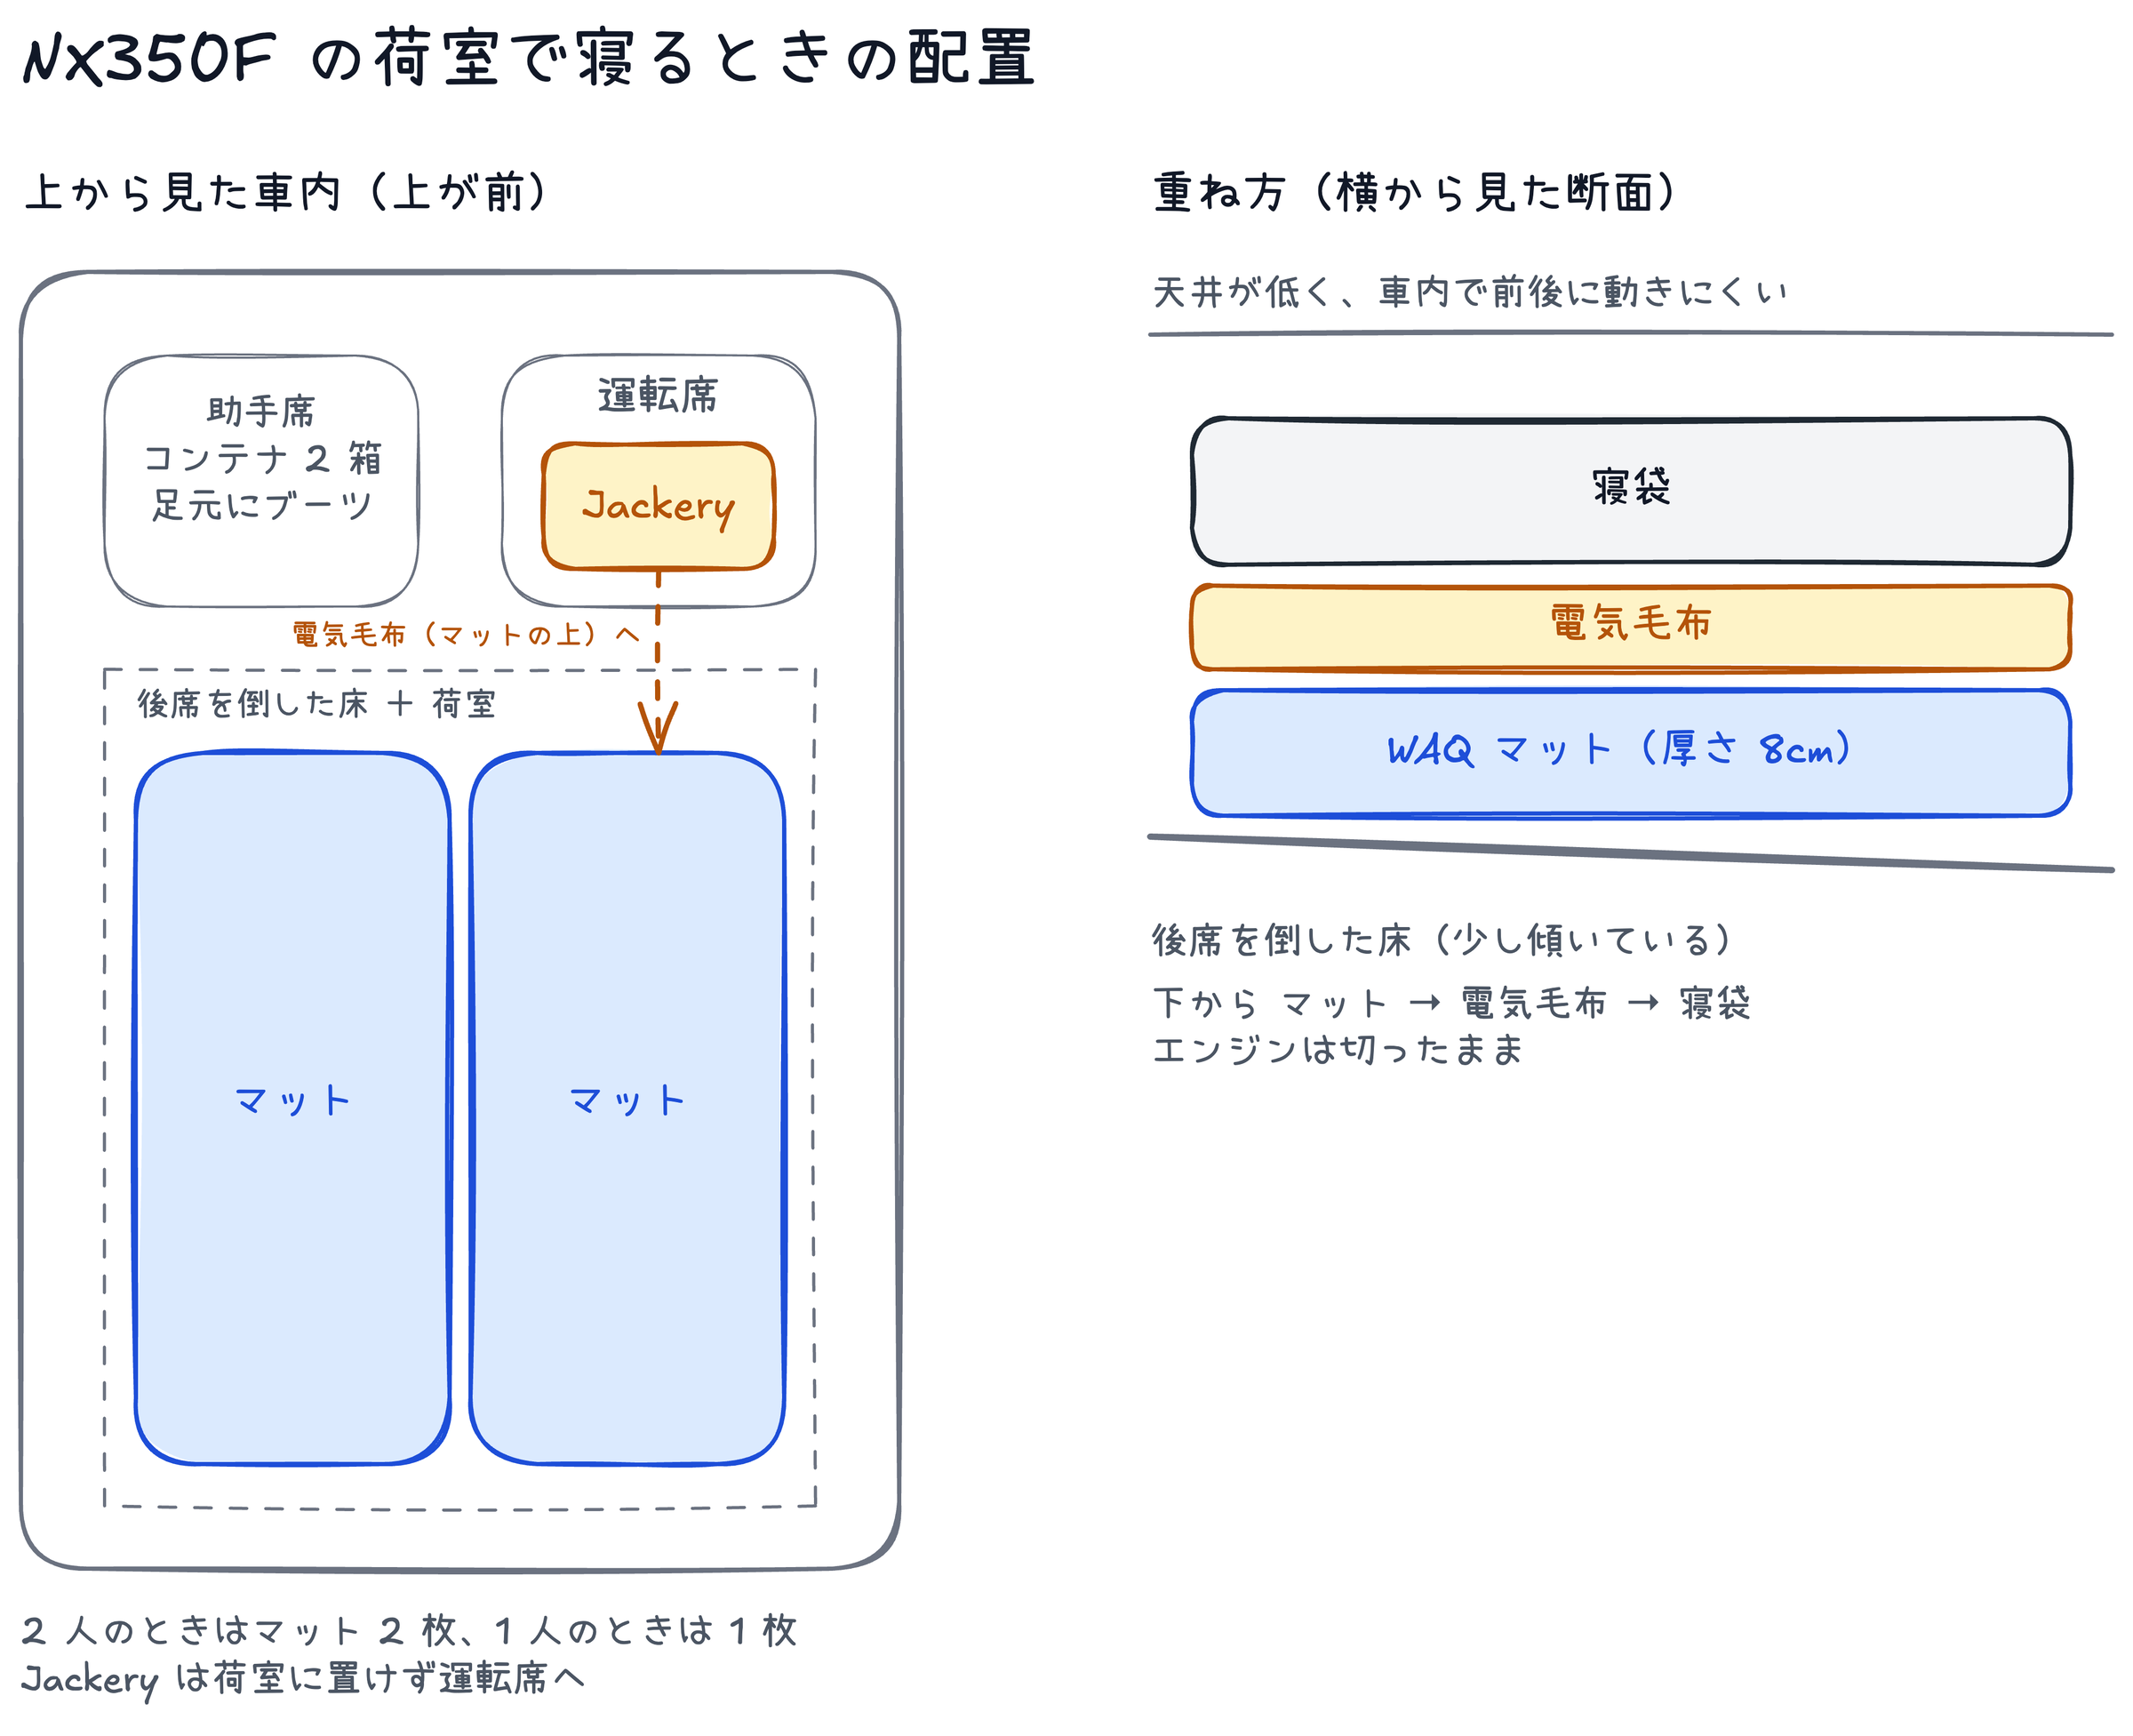 NX350F の荷室で寝るときの配置
上から見た車内（上が前）
助手席
コンテナ 2 箱
足元にブーツ
運転席
Jackery
電気毛布（マットの上）へ
後席を倒した床 + 荷室
マット
マット
2 人のときはマット 2 枚、1 人のときは 1 枚
Jackery は荷室に置けず運転席へ
重ね方（横から見た断面）
天井が低く、車内で前後に動きにくい
寝袋
電気毛布
WAQ マット（厚さ 8cm）
後席を倒した床（少し傾いている）
下から マット → 電気毛布 → 寝袋
エンジンは切ったまま